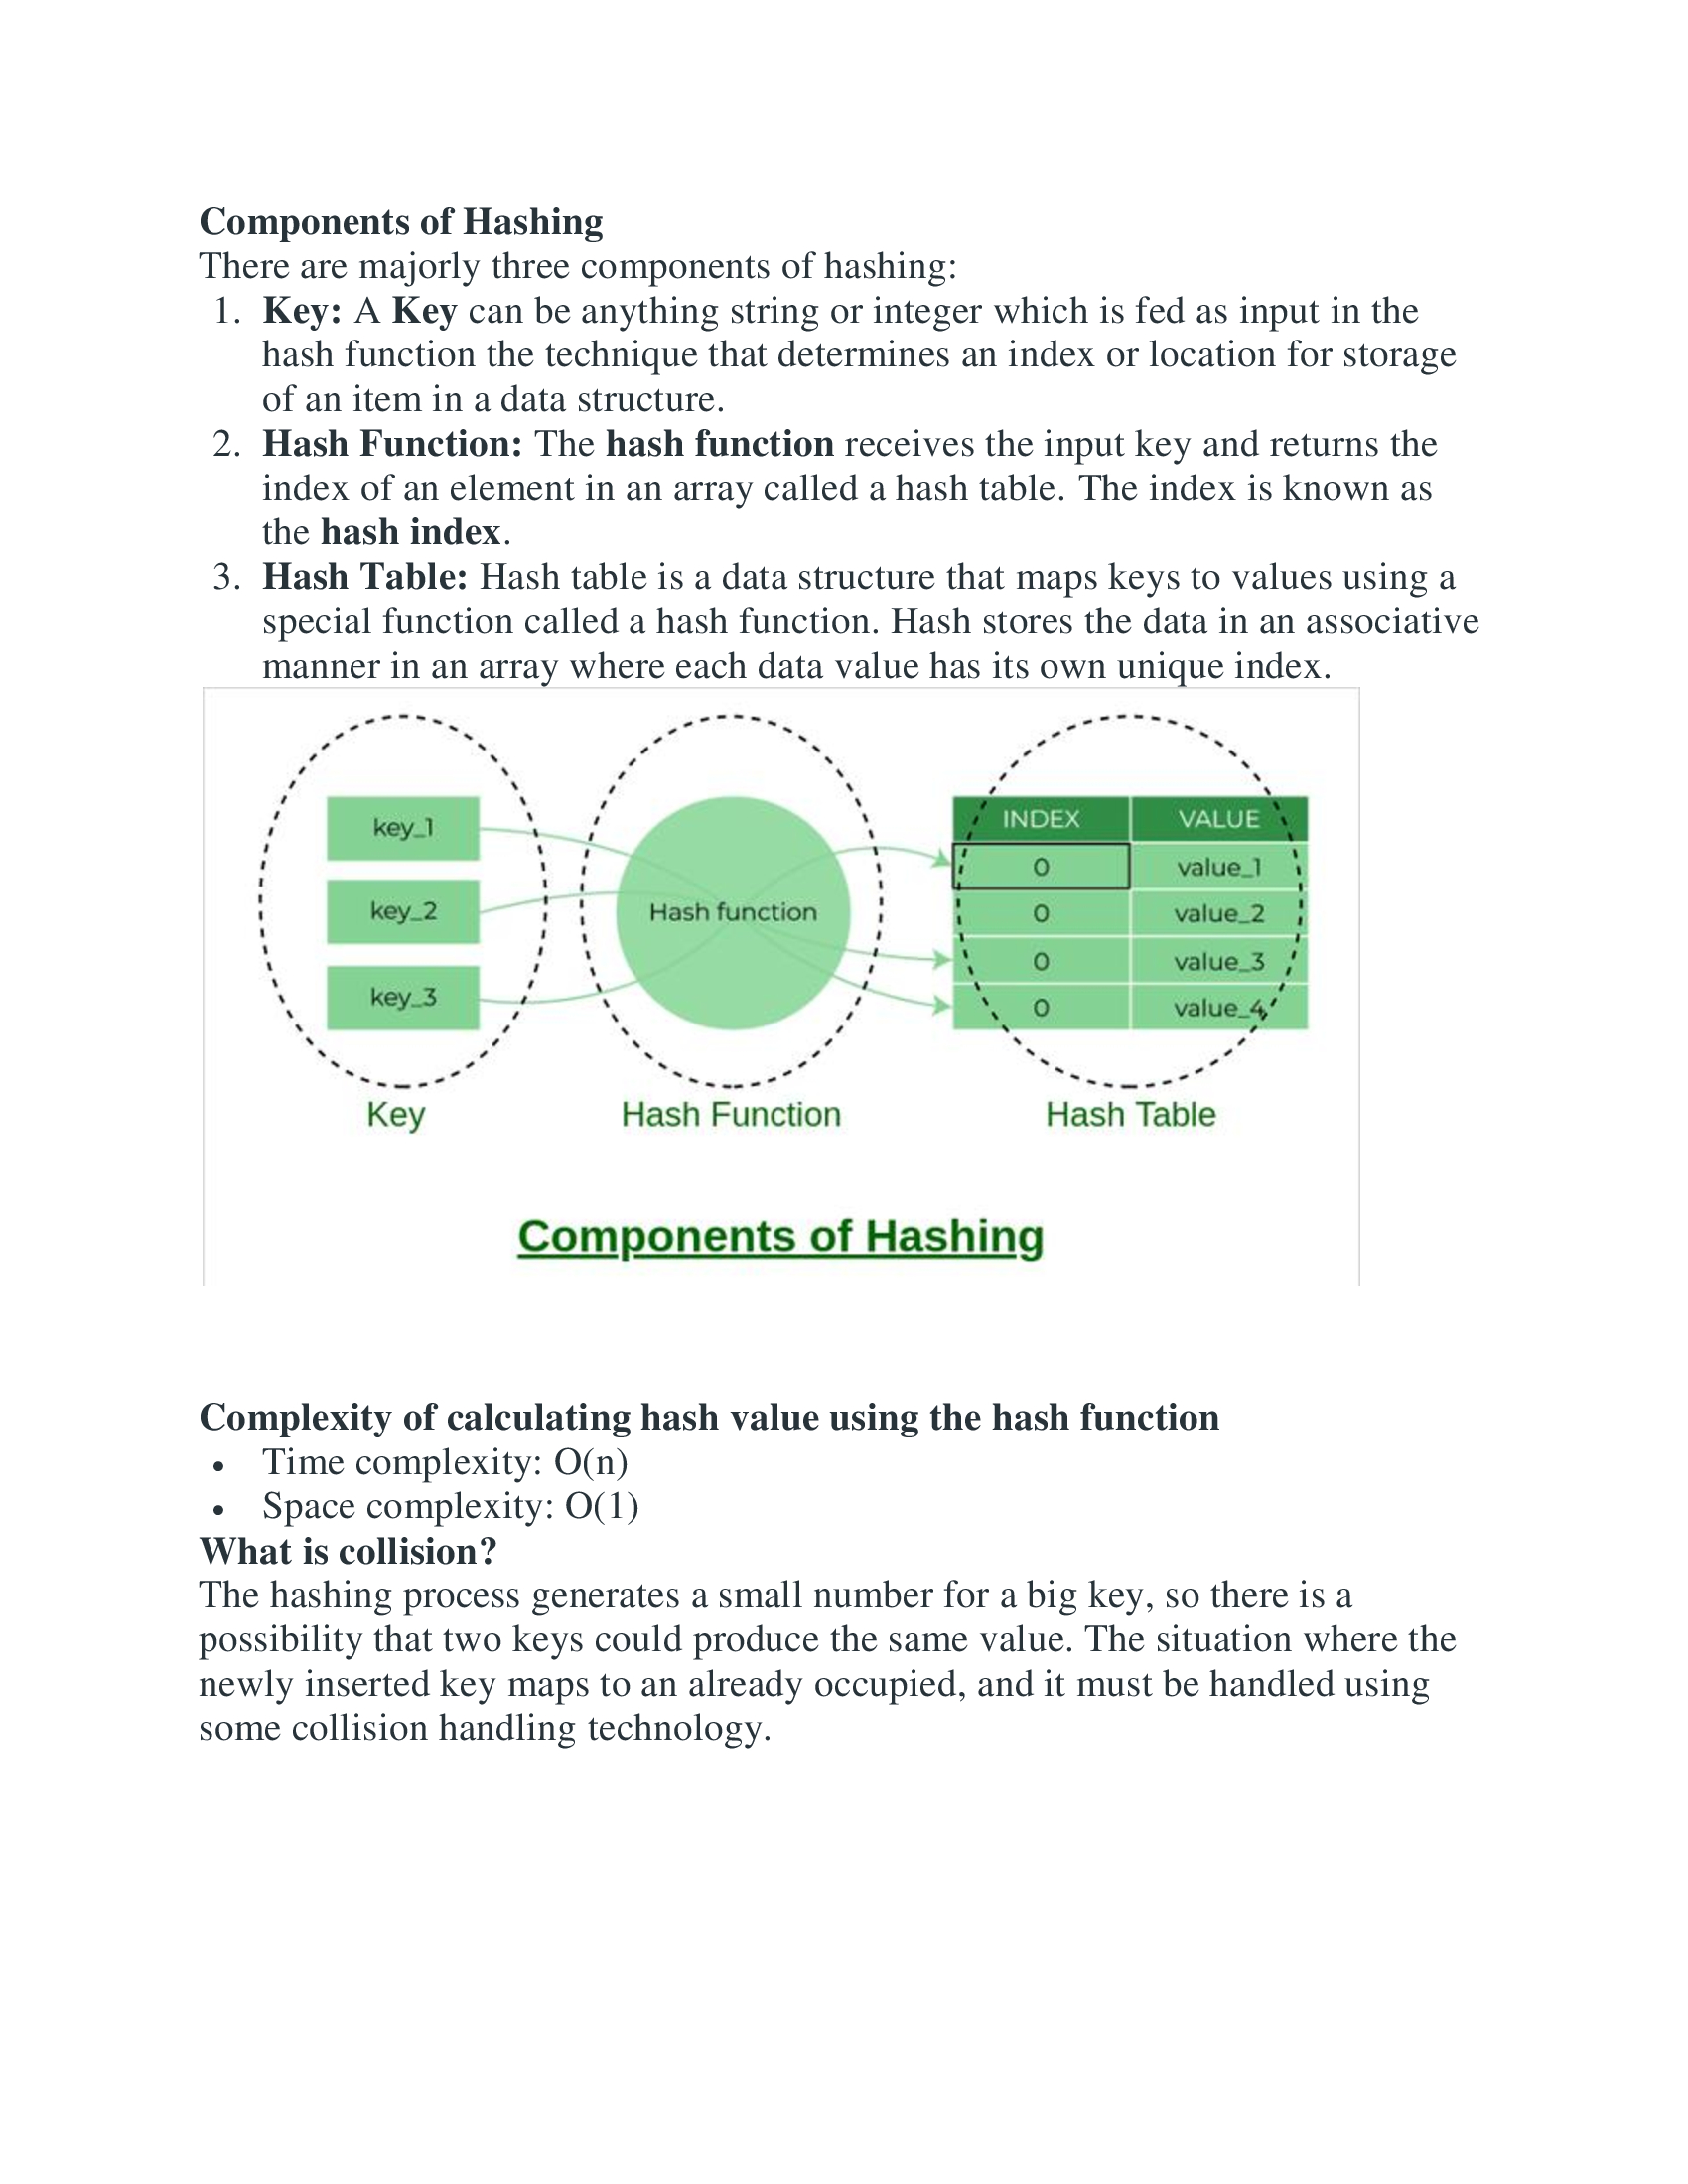 Components of Hashing
There are majorly three components of hashing:
1. Key: A Key can be anything string or integer which is fed as input in the
hash function the technique that determines an index or location for storage
of an item in a data structure.
2. Hash Function: The hash function receives the input key and returns the
index of an element in an array called a hash table. The index is known as
the hash index.
3. Hash Table: Hash table is a data structure that maps keys to values using a
special function called a hash function. Hash stores the data in an associative
manner in an array where each data value has its own unique index.
key_1
key_2
key_3
Hash function
INDEX VALUE
0 value_1
0 value_2
0 value_3
0 value_4
Key
Hash Function
Hash Table
Components of Hashing
Complexity of calculating hash value using the hash function
• Time complexity: O(n)
• Space complexity: O(1)
What is collision?
The hashing process generates a small number for a big key, so there is a
possibility that two keys could produce the same value. The situation where the
newly inserted key maps to an already occupied, and it must be handled using
some collision handling technology.